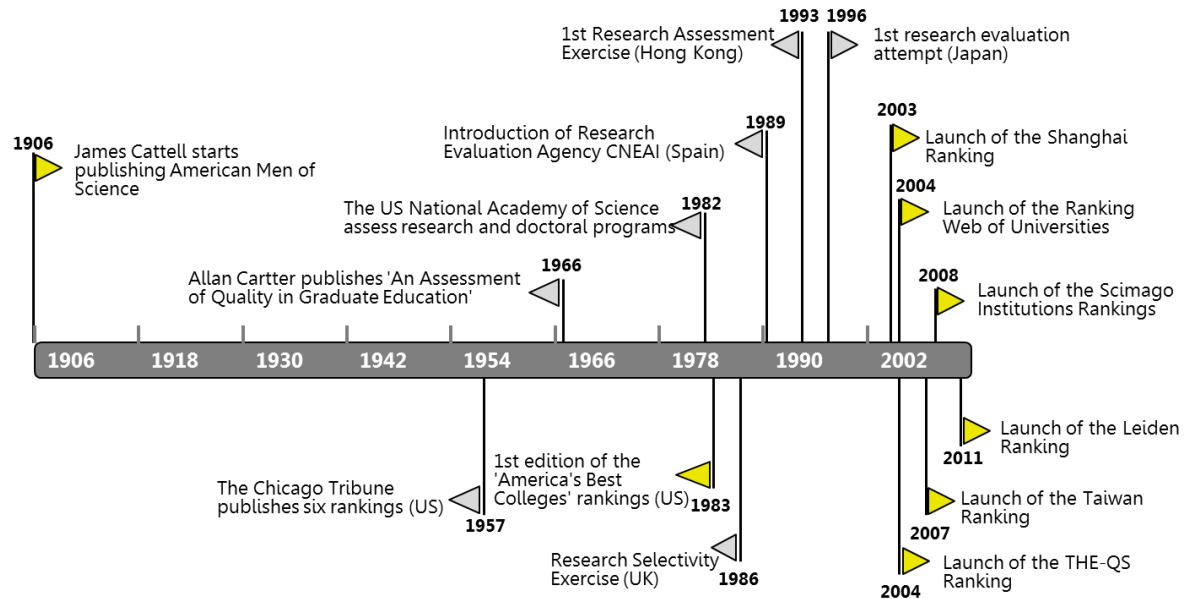 1993
1996
1st Research Assessment
Exercise (Hong Kong)
1st research evaluation
attempt (Japan)
1989
2003
Introduction of Research
Evaluation Agency CNEAI (Spain)
Launch of the Shanghai
Ranking
1906
James Cattell starts
publishing American Men of
Science
2004
Launch of the Ranking
Web of Universities
1982
The US National Academy of Science
assess research and doctoral programs
1966
Allan Cartter publishes 'An Assessment
of Quality in Graduate Education'
2008
Launch of the Scimago
Institutions Rankings
1906 1918 1930 1942 1954 1966 1978 1990 2002
Launch of the Leiden
Ranking
2011
1st edition of the
'America's Best
Colleges' rankings (US)
1983
The Chicago Tribune
publishes six rankings (US)
1957
Launch of the Taiwan
Ranking
2007
Research Selectivity
Exercise (UK)
1986
Launch of the THE-QS
Ranking
2004